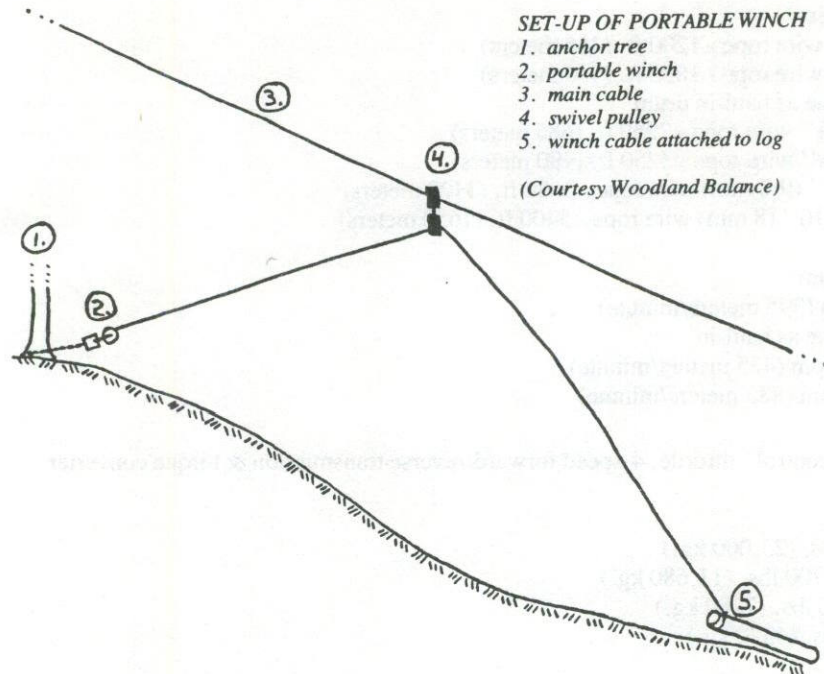 SET-UP OF PORTABLE WINCH
1. anchor tree
2. portable winch
3. main cable
4. swivel pulley
5. winch cable attached to log
(Courtesy Woodland Balance)
3.
4.
1.
2.
5.